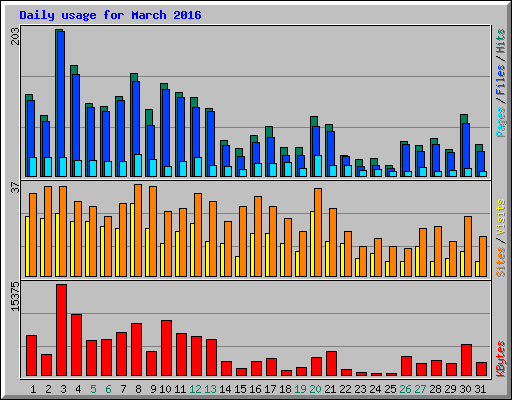 Daily usage for March 2016
203
37
15375
Pages / Files / Hits
Sites / Visits
KBytes
1 2 3 4 5 6 7 8 9 10 11 12 13 14 15 16 17 18 19 20 21 22 23 24 25 26 27 28 29 30 31